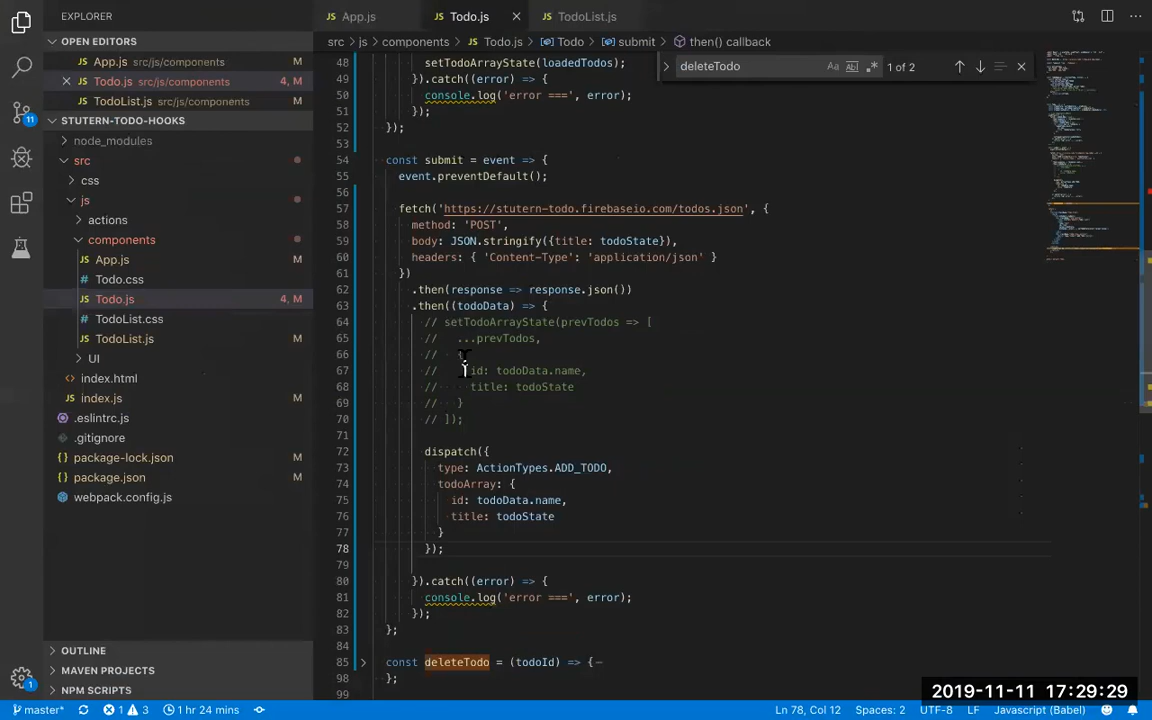 EXPLORER
App.js
Todo.js
TodoList.js
OPEN EDITORS
App.js src/js/components
Todo.js src/js/components 4, M
TodoList.js src/js/components
STUTERN-TODO-HOOKS
node_modules
src
css
js
actions
components
App.js
Todo.css
Todo.js 4, M
TodoList.css
TodoList.js M
UI
index.html
index.js M
.eslintrc.js
.gitignore
package-lock.json M
package.json M
webpack.config.js
OUTLINE
MAVEN PROJECTS
NPM SCRIPTS
11
1
src > js > components > Todo.js > Todo > submit > then() callback
deleteTodo Aa Abl .* 1 of 2
48 setTodoArrayState(loadedTodos);
49 }).catch((error) => {
50 console.log('error ===', error);
51 });
52 });
53
54 const submit = event => {
55 event.preventDefault();
56
57 fetch('https://stutern-todo.firebaseio.com/todos.json', {
58 method: 'POST',
59 body: JSON.stringify({title: todoState}),
60 headers: { 'Content-Type': 'application/json' }
61 })
62 .then(response => response.json())
63 .then((todoData) => {
64 // setTodoArrayState(prevTodos => [
65 // ...prevTodos,
66 // {
67 // id: todoData.name,
68 // title: todoState
69 // }
70 // ]);
71
72 dispatch({
73 type: ActionTypes.ADD_TODO,
74 todoArray: {
75 id: todoData.name,
76 title: todoState
77 }
78 });
79
80 }).catch((error) => {
81 console.log('error ===', error);
82 });
83 };
84
85 const deleteTodo = (todoId) => {
98 };
99
2019-11-11 17:29:29
master* 1 3 1 hr 24 mins Ln 78, Col 12 Spaces: 2 UTF-8 LF Javascript (Babel)